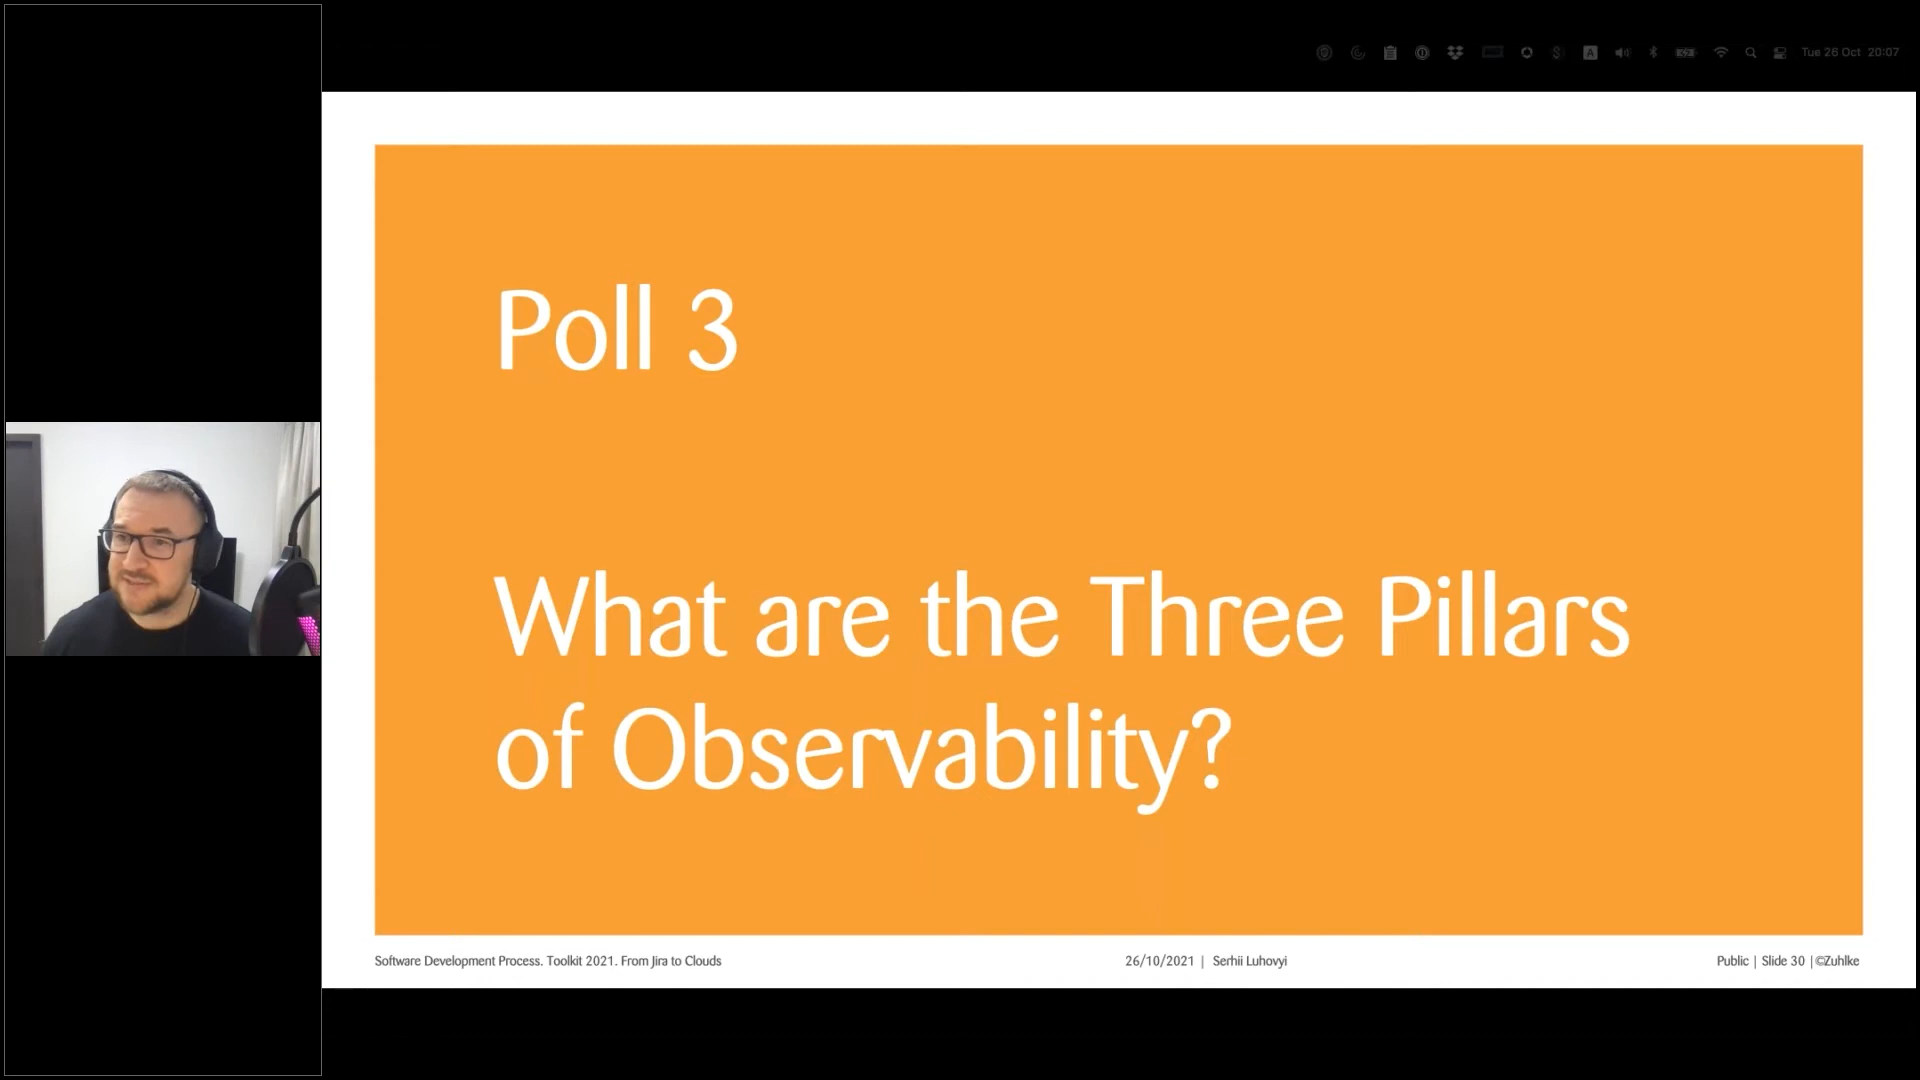 Tue 26 Oct 20:07
Poll 3
What are the Three Pillars
of Observability?
Software Development Process. Toolkit 2021. From Jira to Clouds
26/10/2021 | Serhii Luhovyi
Public | Slide 30 |©Zuhlke